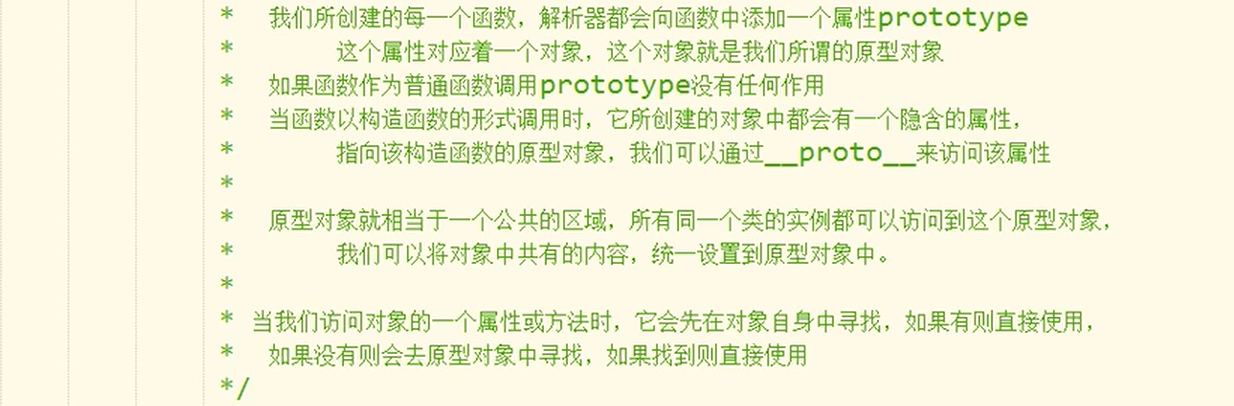 * 我们所创建的每一个函数，解析器都会向函数中添加一个属性prototype
* 这个属性对应着一个对象，这个对象就是我们所谓的原型对象
* 如果函数作为普通函数调用prototype没有任何作用
* 当函数以构造函数的形式调用时，它所创建的对象中都会有一个隐含的属性，
* 指向该构造函数的原型对象，我们可以通过__proto__来访问该属性
*
* 原型对象就相当于一个公共的区域，所有同一个类的实例都可以访问到这个原型对象，
* 我们可以将对象中共有的内容，统一设置到原型对象中。
*
* 当我们访问对象的一个属性或方法时，它会先在对象自身中寻找，如果有则直接使用，
* 如果没有则会去原型对象中寻找，如果找到则直接使用
*/